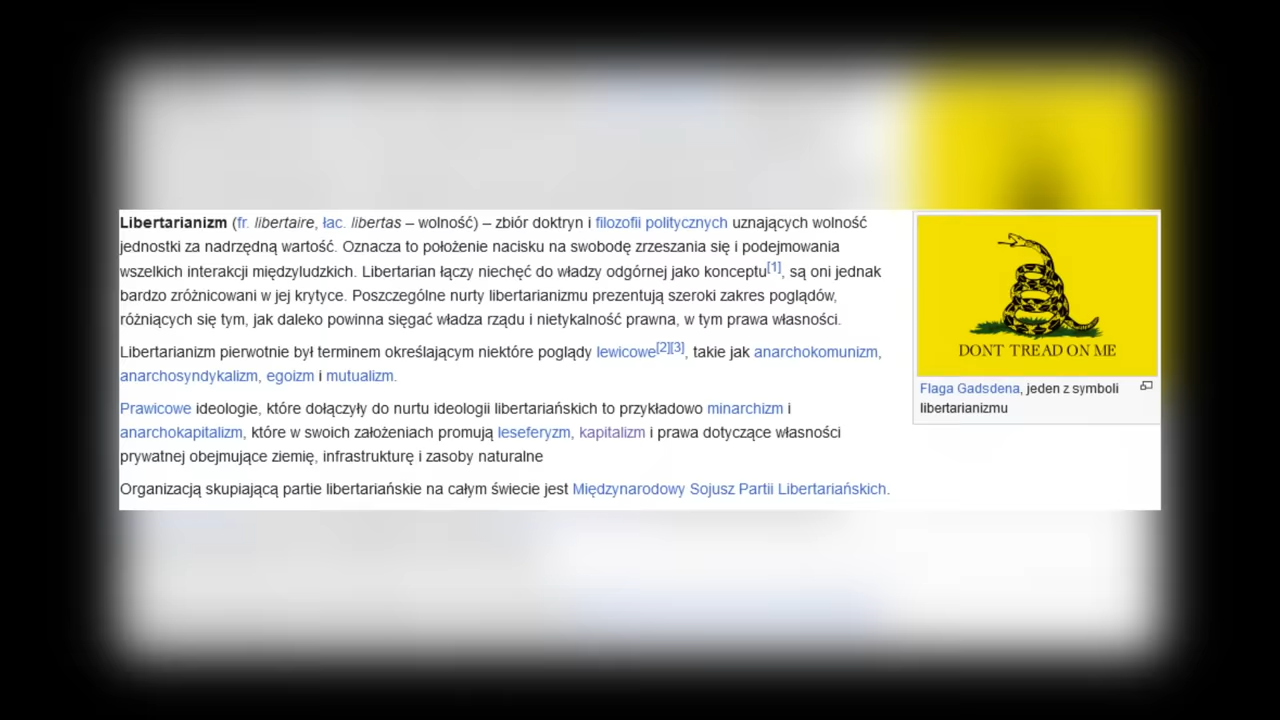 Libertarianizm (fr. libertaire, łac. libertas – wolność) – zbiór doktryn i filozofii politycznych uznających wolność
jednostki za nadrzędną wartość. Oznacza to położenie nacisku na swobodę zrzeszania się i podejmowania
wszelkich interakcji międzyludzkich. Libertarian łączy niechęć do władzy odgórnej jako konceptu[1], są oni jednak
bardzo zróżnicowani w jej krytyce. Poszczególne nurty libertarianizmu prezentują szeroki zakres poglądów,
różniących się tym, jak daleko powinna sięgać władza rządu i nietykalność prawna, w tym prawa własności.
Libertarianizm pierwotnie był terminem określającym niektóre poglądy lewicowe[2][3], takie jak anarchokomunizm,
anarchosyndykalizm, egoizm i mutualizm.
Prawicowe ideologie, które dołączyły do nurtu ideologii libertariańskich to przykładowo minarchizm i
anarchokapitalizm, które w swoich założeniach promują leseferyzm, kapitalizm i prawa dotyczące własności
prywatnej obejmujące ziemię, infrastrukturę i zasoby naturalne
Organizacją skupiającą partie libertariańskie na całym świecie jest Międzynarodowy Sojusz Partii Libertariańskich.
DONT TREAD ON ME
Flaga Gadsdena, jeden z symboli
libertarianizmu